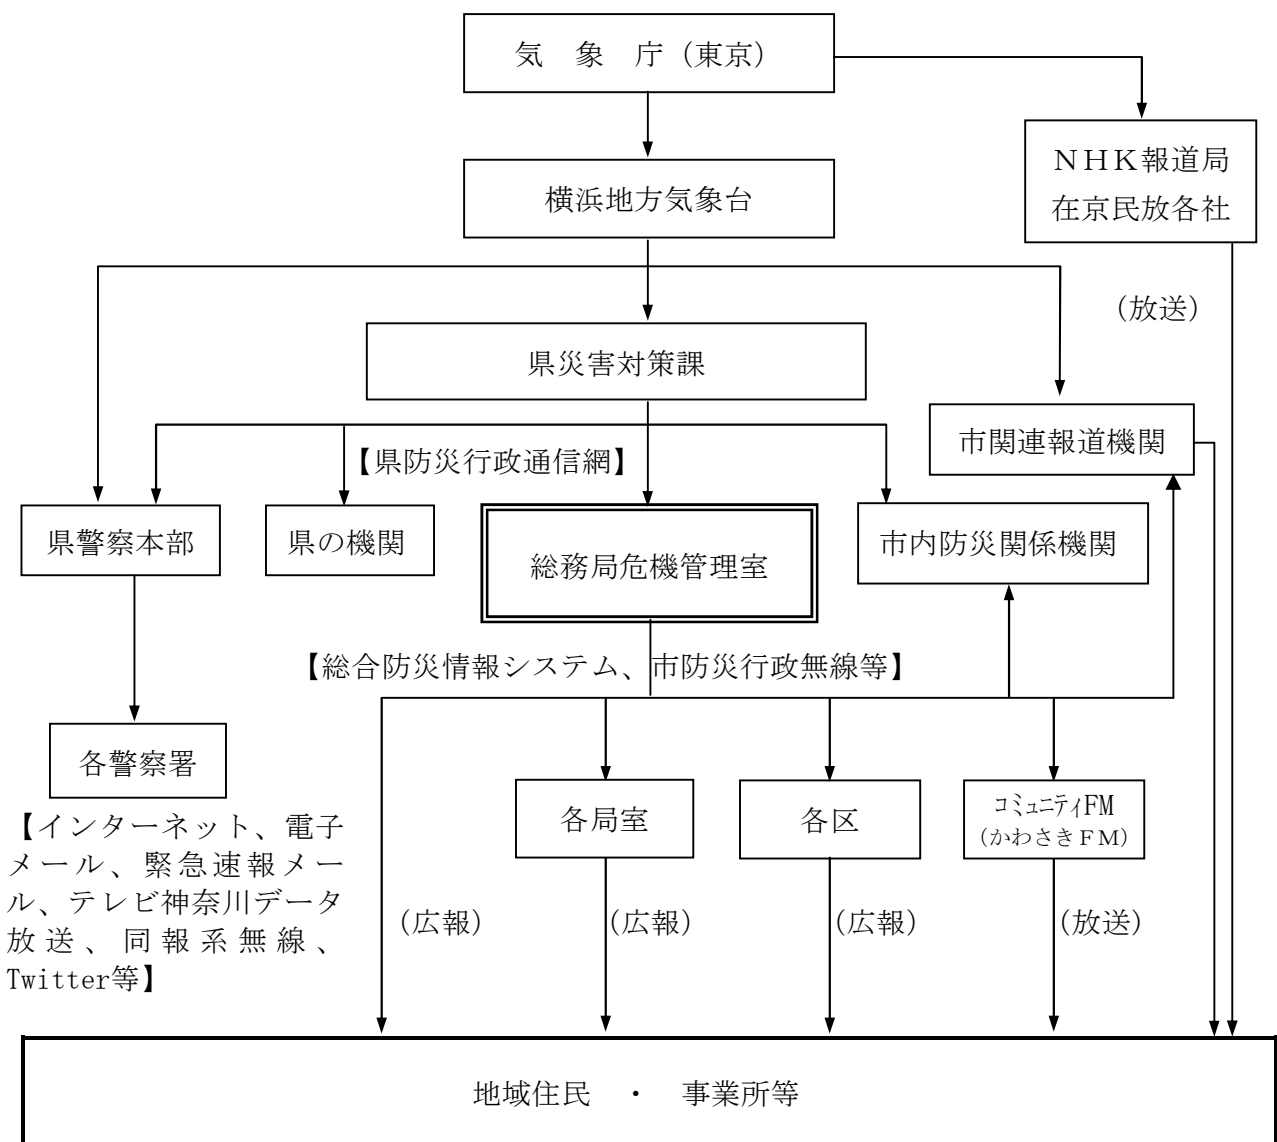 気　象　庁（東京）
ＮＨＫ報道局
在京民放各社
横浜地方気象台
（放送）
県災害対策課
市関連報道機関
【県防災行政通信網】
県警察本部
県の機関
総務局危機管理室
市内防災関係機関
【総合防災情報システム、市防災行政無線等】
各警察署
各局室
各区
コミュニティFM
（かわさきＦＭ）
【インターネット、電子
メール、緊急速報メー
ル、テレビ神奈川データ
放送、同報系無線、
Twitter等】
（広報）
（広報）
（広報）
（放送）
地域住民　・　事業所等